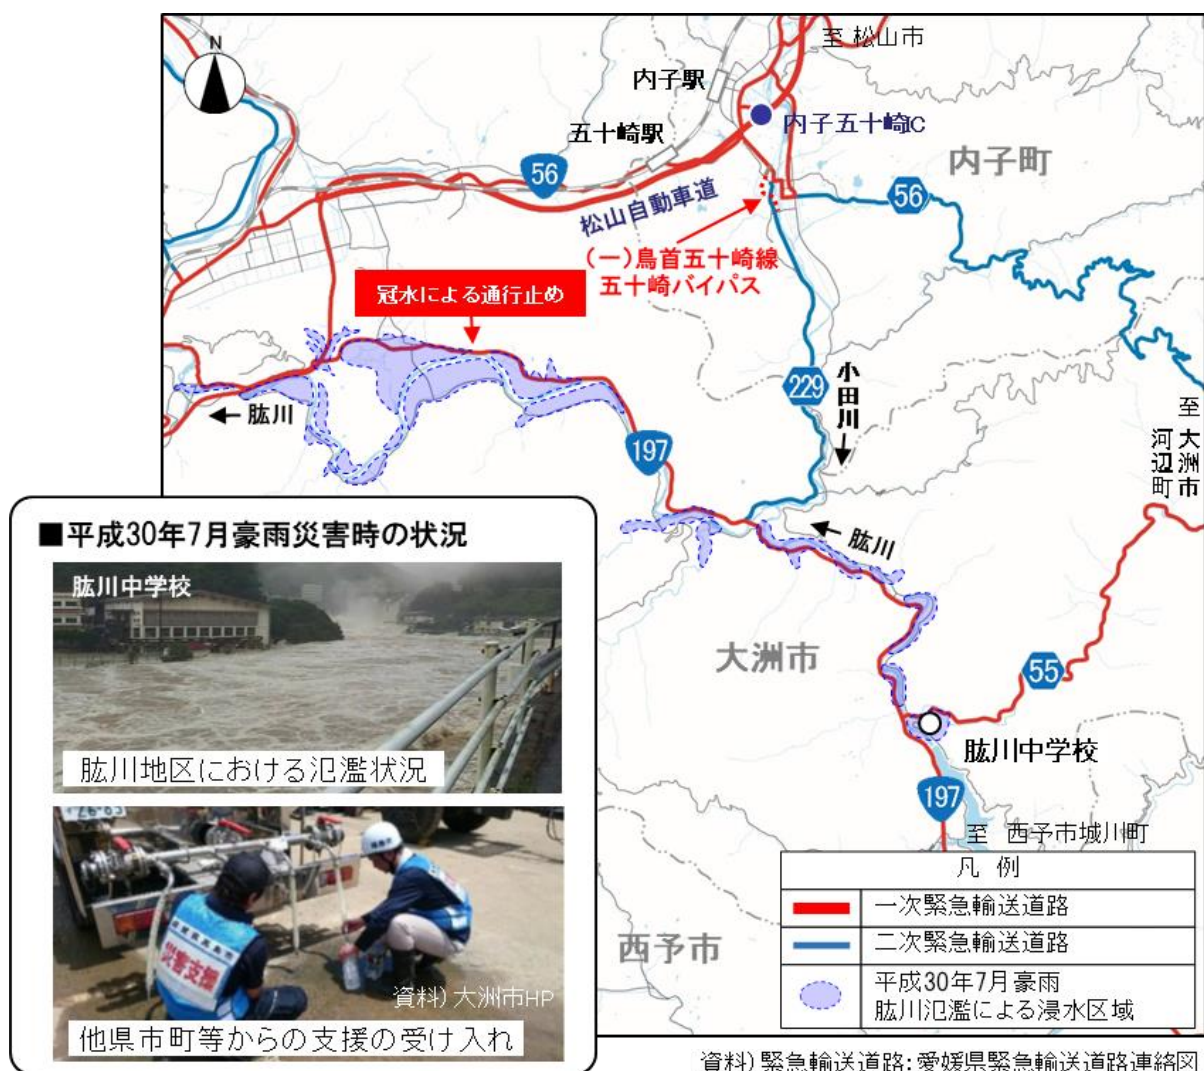 N
至 松山市
内子駅
五十崎駅
内子五十崎IC
内子町
56
56
松山自動車道
(一)鳥首五十崎線
五十崎バイパス
冠水による通行止め
229
小田川
← 肱川
197
至 大洲市
河辺町
← 肱川
大洲市
55
肱川中学校
197
至 西予市城川町
西予市
■平成30年7月豪雨災害時の状況
肱川中学校
肱川地区における氾濫状況
災害支援
資料)大洲市HP
他県市町等からの支援の受け入れ
凡 例
一次緊急輸送道路
二次緊急輸送道路
平成30年7月豪雨
肱川氾濫による浸水区域
資料)緊急輸送道路:愛媛県緊急輸送道路連絡図